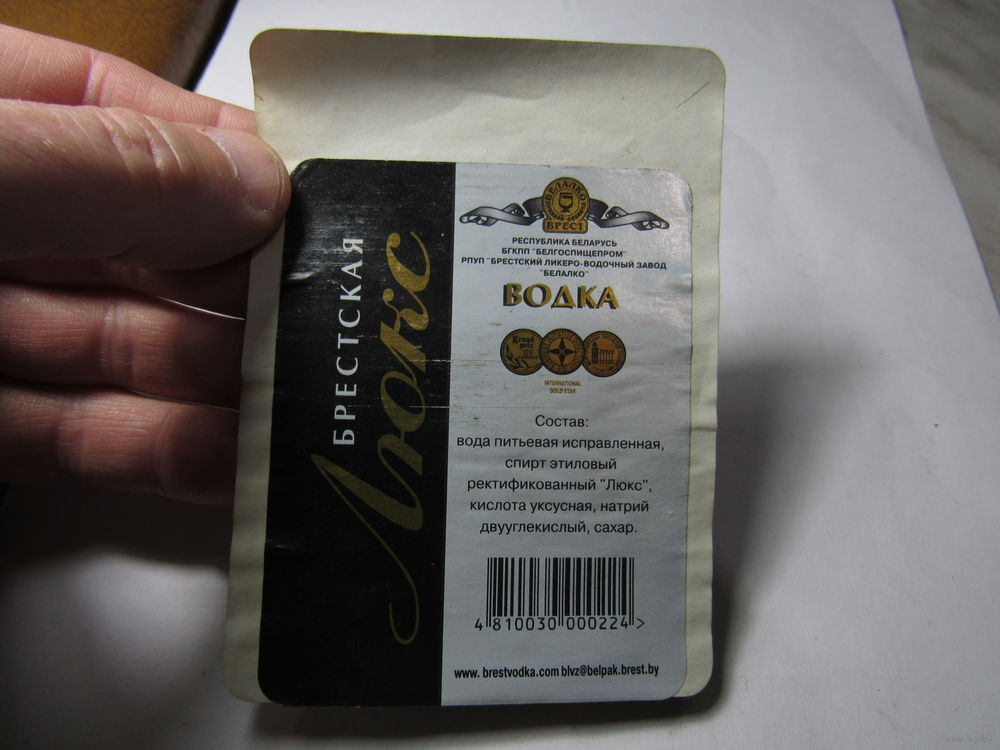 БРЕСТСКАЯ
Люкс
БЕЛАЛКО
БРЕСТ
РЕСПУБЛИКА БЕЛАРУСЬ
БГКПП "БЕЛГОСПИЩЕПРОМ"
РПУП "БРЕСТСКИЙ ЛИКЕРО-ВОДОЧНЫЙ ЗАВОД
"БЕЛАЛКО"
ВОДКА
Grand
prix
INTERNATIONAL
GOLD STAR
Состав:
вода питьевая исправленная,
спирт этиловый
ректификованный "Люкс",
кислота уксусная, натрий
двууглекислый, сахар.
4 810030 000224 >
www. brestvodka.com blvz@belpak.brest.by